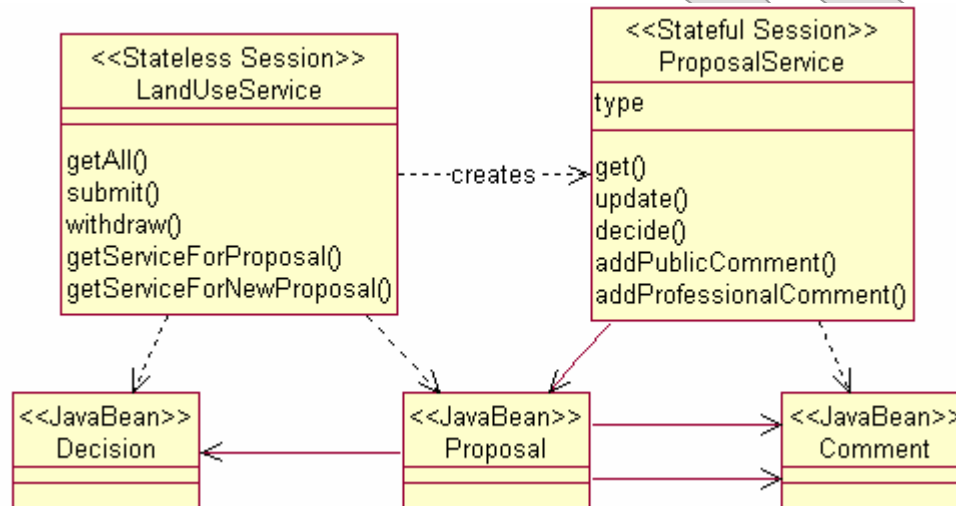 <<Stateless Session>>
LandUseService
getAll()
submit()
withdraw()
getServiceForProposal()
getServiceForNewProposal()
creates
<<Stateful Session>>
ProposalService
type
get()
update()
decide()
addPublicComment()
addProfessionalComment()
<<JavaBean>>
Decision
<<JavaBean>>
Proposal
<<JavaBean>>
Comment